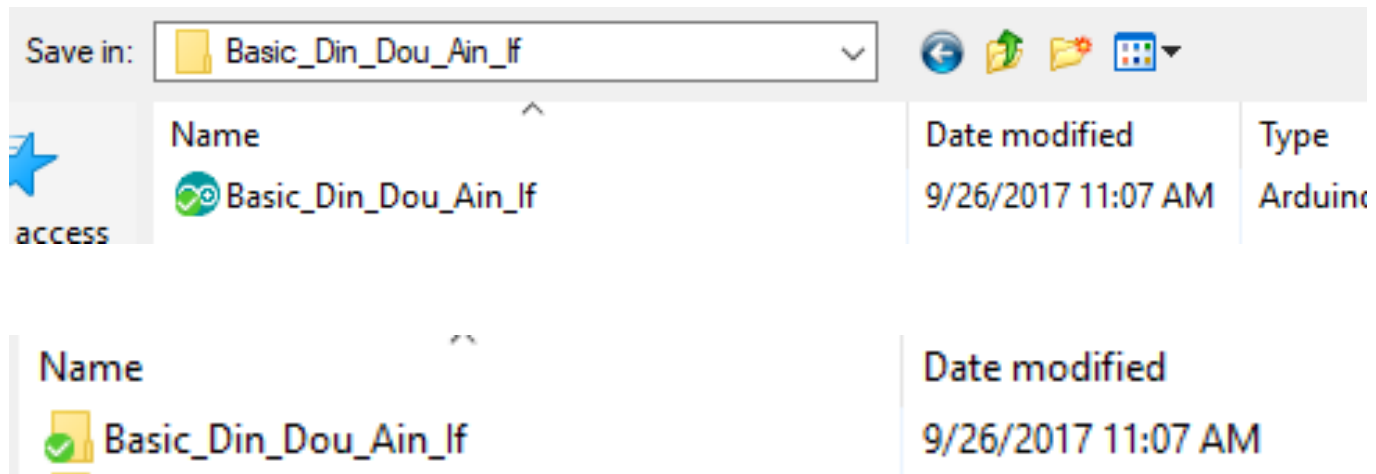 Save in: Basic_Din_Dou_Ain_If
Name Date modified Type
Basic_Din_Dou_Ain_If 9/26/2017 11:07 AM Arduino
access
Name Date modified
Basic_Din_Dou_Ain_If 9/26/2017 11:07 AM